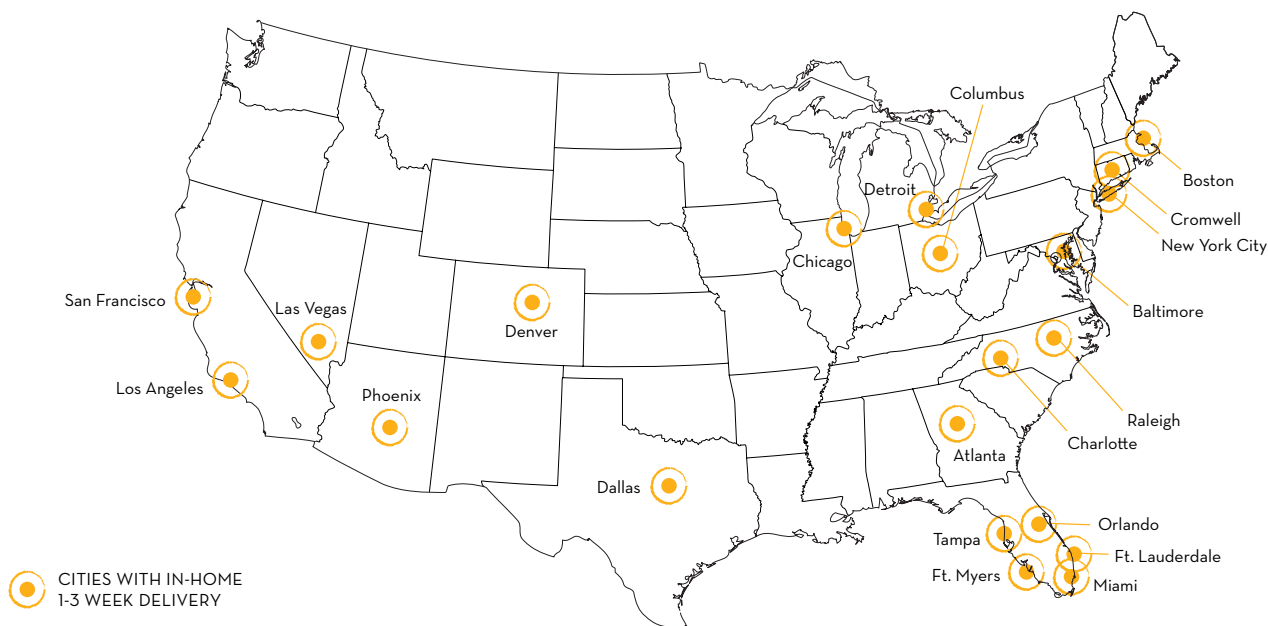 Columbus
Detroit
Boston
Cromwell
New York City
Chicago
San Francisco
Las Vegas
Denver
Baltimore
Los Angeles
Phoenix
Raleigh
Charlotte
Atlanta
Dallas
Orlando
Tampa
Ft. Lauderdale
Ft. Myers
Miami
CITIES WITH IN-HOME
1-3 WEEK DELIVERY